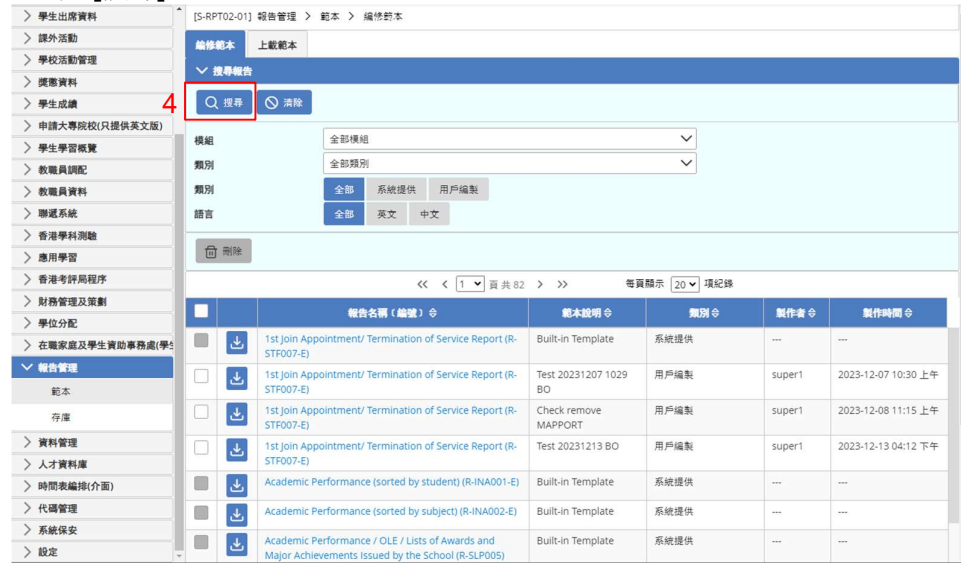 學生出席資料
課外活動
學校活動管理
獎懲資料
學生成績
申請大專院校(只提供英文版)
學生學習概覽
教職員調配
教職員資料
聯遞系統
香港學科測驗
應用學習
香港考評局程序
財務管理及策劃
學位分配
在職家庭及學生資助事務處(學生
報告管理
範本
存庫
資料管理
人才資料庫
時間表編排(介面)
代碼管理
系統保安
設定
[S-RPT02-01] 報告管理 > 範本 > 編修範本
編修範本 上載範本
搜尋報告
4 搜尋 清除
模組 全部模組
類別 全部類別
類別 全部 系統提供 用戶編製
語言 全部 英文 中文
刪除
<< < 1 頁 共 82 > >> 每頁顯示 20 項紀錄
報告名稱 ( 編號 ) 範本說明 類別 製作者 製作時間
1st Join Appointment/ Termination of Service Report (R- Built-in Template 系統提供 --- ---
STF007-E)
1st Join Appointment/ Termination of Service Report (R- Test 20231207 1029 用戶編製 super1 2023-12-07 10:30 上午
STF007-E) BO
1st Join Appointment/ Termination of Service Report (R- Check remove 用戶編製 super1 2023-12-08 11:15 上午
STF007-E) MAPPORT
1st Join Appointment/ Termination of Service Report (R- Test 20231213 BO 用戶編製 super1 2023-12-13 04:12 下午
STF007-E)
Academic Performance (sorted by student) (R-INA001-E) Built-in Template 系統提供 --- ---
Academic Performance (sorted by subject) (R-INA002-E) Built-in Template 系統提供 --- ---
Academic Performance / OLE / Lists of Awards and Built-in Template 系統提供 --- ---
Major Achievements Issued by the School (R-SLP005)